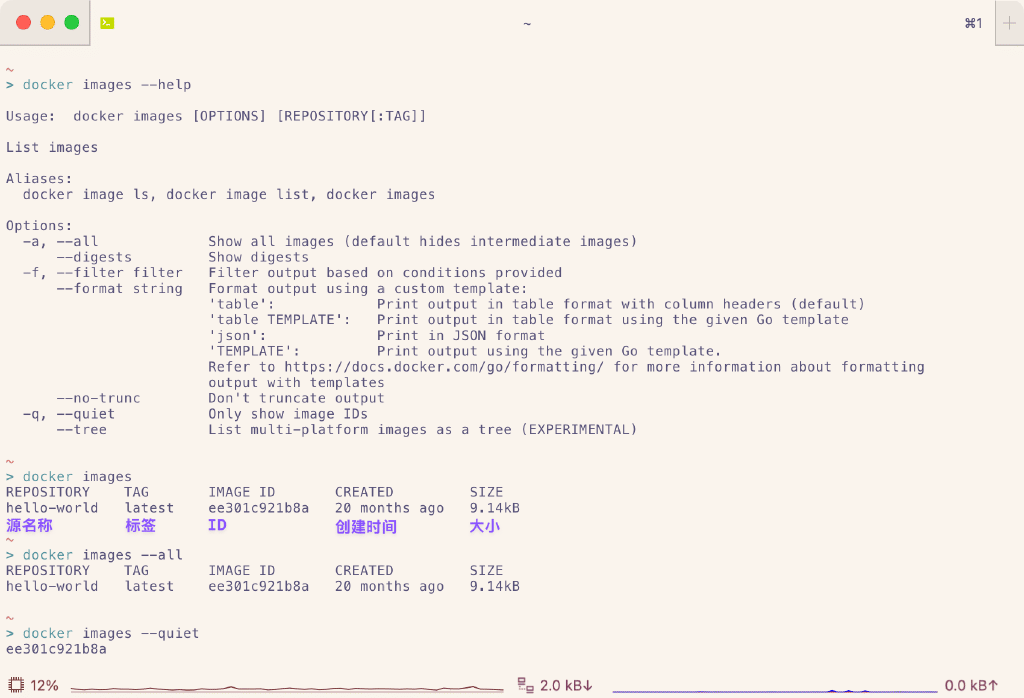 ~
⌘1
~
> docker images --help
Usage:  docker images [OPTIONS] [REPOSITORY[:TAG]]
List images
Aliases:
  docker image ls, docker image list, docker images
Options:
  -a, --all             Show all images (default hides intermediate images)
      --digests         Show digests
  -f, --filter filter   Filter output based on conditions provided
      --format string   Format output using a custom template:
                        'table':            Print output in table format with column headers (default)
                        'table TEMPLATE':   Print output in table format using the given Go template
                        'json':             Print in JSON format
                        'TEMPLATE':         Print output using the given Go template.
                        Refer to https://docs.docker.com/go/formatting/ for more information about formatting
                        output with templates
      --no-trunc        Don't truncate output
  -q, --quiet           Only show image IDs
      --tree            List multi-platform images as a tree (EXPERIMENTAL)
~
> docker images
REPOSITORY    TAG       IMAGE ID       CREATED         SIZE
hello-world   latest    ee301c921b8a   20 months ago   9.14kB
源名称 标签 ID 创建时间 大小
~
> docker images --all
REPOSITORY    TAG       IMAGE ID       CREATED         SIZE
hello-world   latest    ee301c921b8a   20 months ago   9.14kB
~
> docker images --quiet
ee301c921b8a
12% 2.0 kB↓ 0.0 kB↑